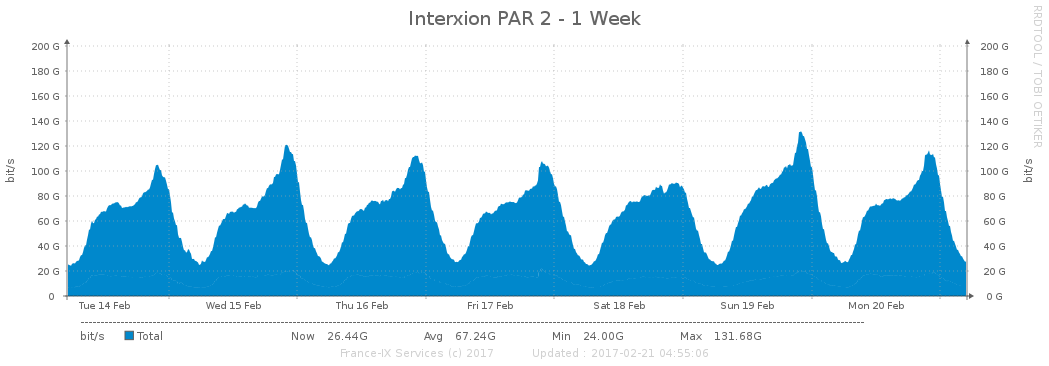 Interxion PAR 2 - 1 Week
RRDTOOL / TOBI OETIKER
bit/s
200 G 200 G
180 G 180 G
160 G 160 G
140 G 140 G
120 G 120 G
100 G 100 G
80 G 80 G
60 G 60 G
40 G 40 G
20 G 20 G
0 0 G
bit/s
Tue 14 Feb Wed 15 Feb Thu 16 Feb Fri 17 Feb Sat 18 Feb Sun 19 Feb Mon 20 Feb
bit/s Total Now 26.44G Avg 67.24G Min 24.00G Max 131.68G
France-IX Services (c) 2017 Updated : 2017-02-21 04:55:06